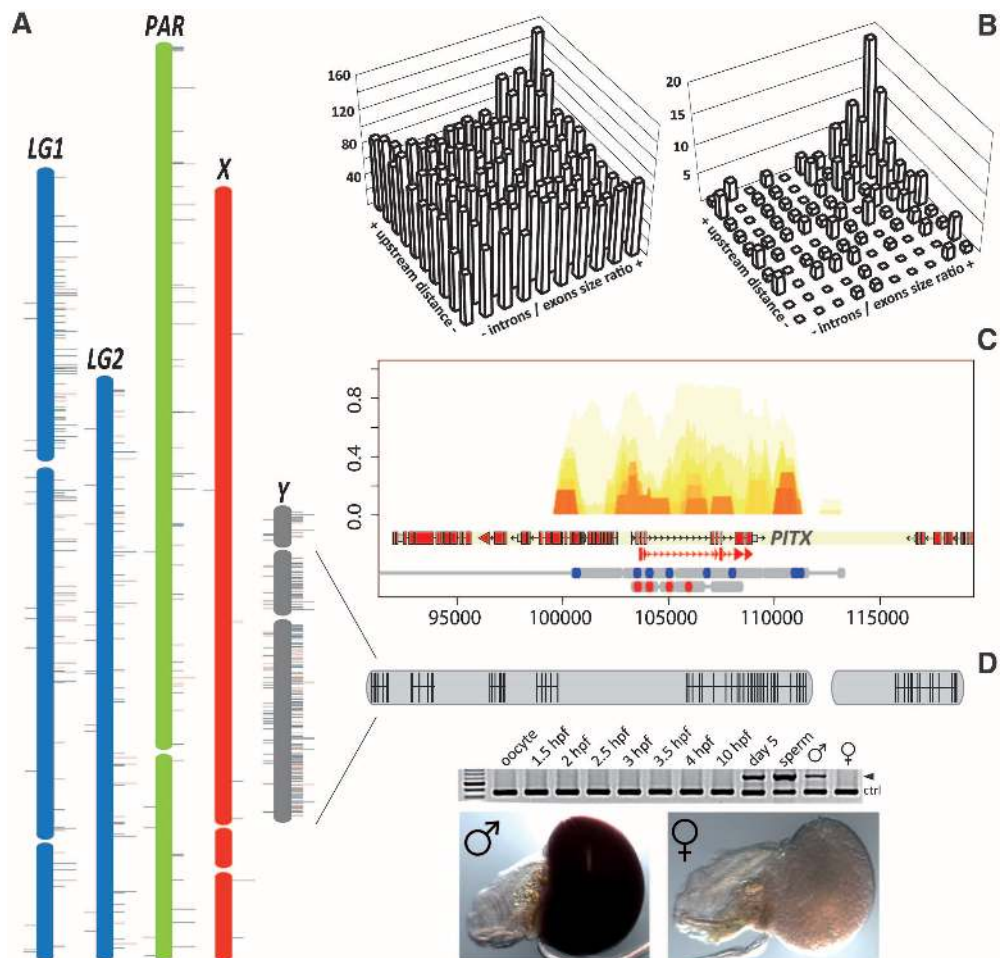 A
PAR
LG1
X
LG2
Y
B
160
120
80
40
+ upstream distance -
- introns / exons size ratio +
20
15
10
5
+ upstream distance -
- introns / exons size ratio +
C
0.8
0.4
0.0
PITX
95000 100000 105000 110000 115000
D
oocyte 1.5 hpf 2 hpf 2.5 hpf 3 hpf 3.5 hpf 4 hpf 10 hpf day 5 sperm ♂ ♀
ctrl
♂ ♀